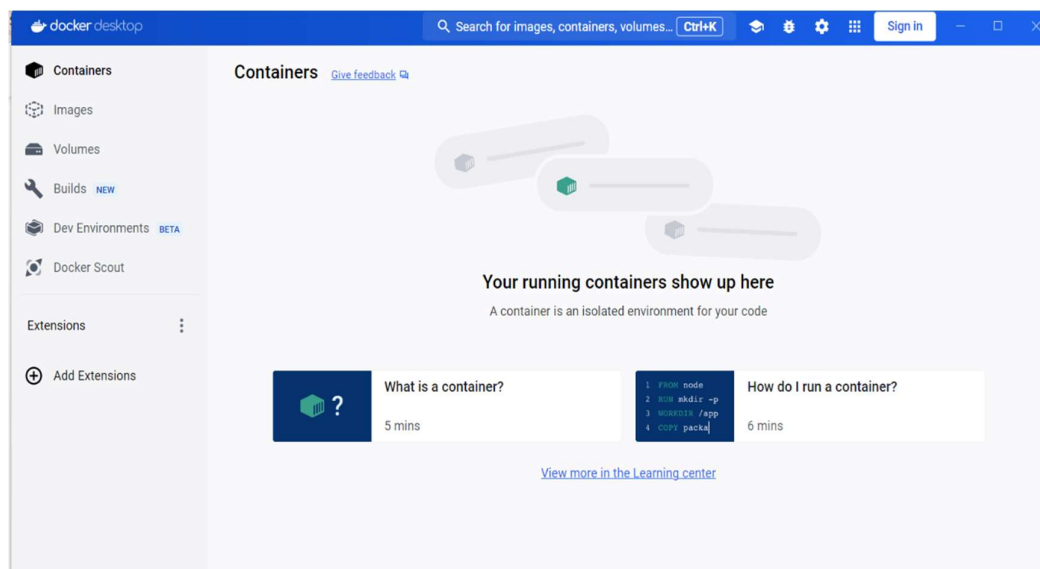 docker desktop
Search for images, containers, volumes... Ctrl+K
Sign in
Containers
Images
Volumes
Builds NEW
Dev Environments BETA
Docker Scout
Extensions
Add Extensions
Containers Give feedback
Your running containers show up here
A container is an isolated environment for your code
?
What is a container?
5 mins
1 FROM node
2 RUN mkdir -p
3 WORKDIR /app
4 COPY packa
How do I run a container?
6 mins
View more in the Learning center